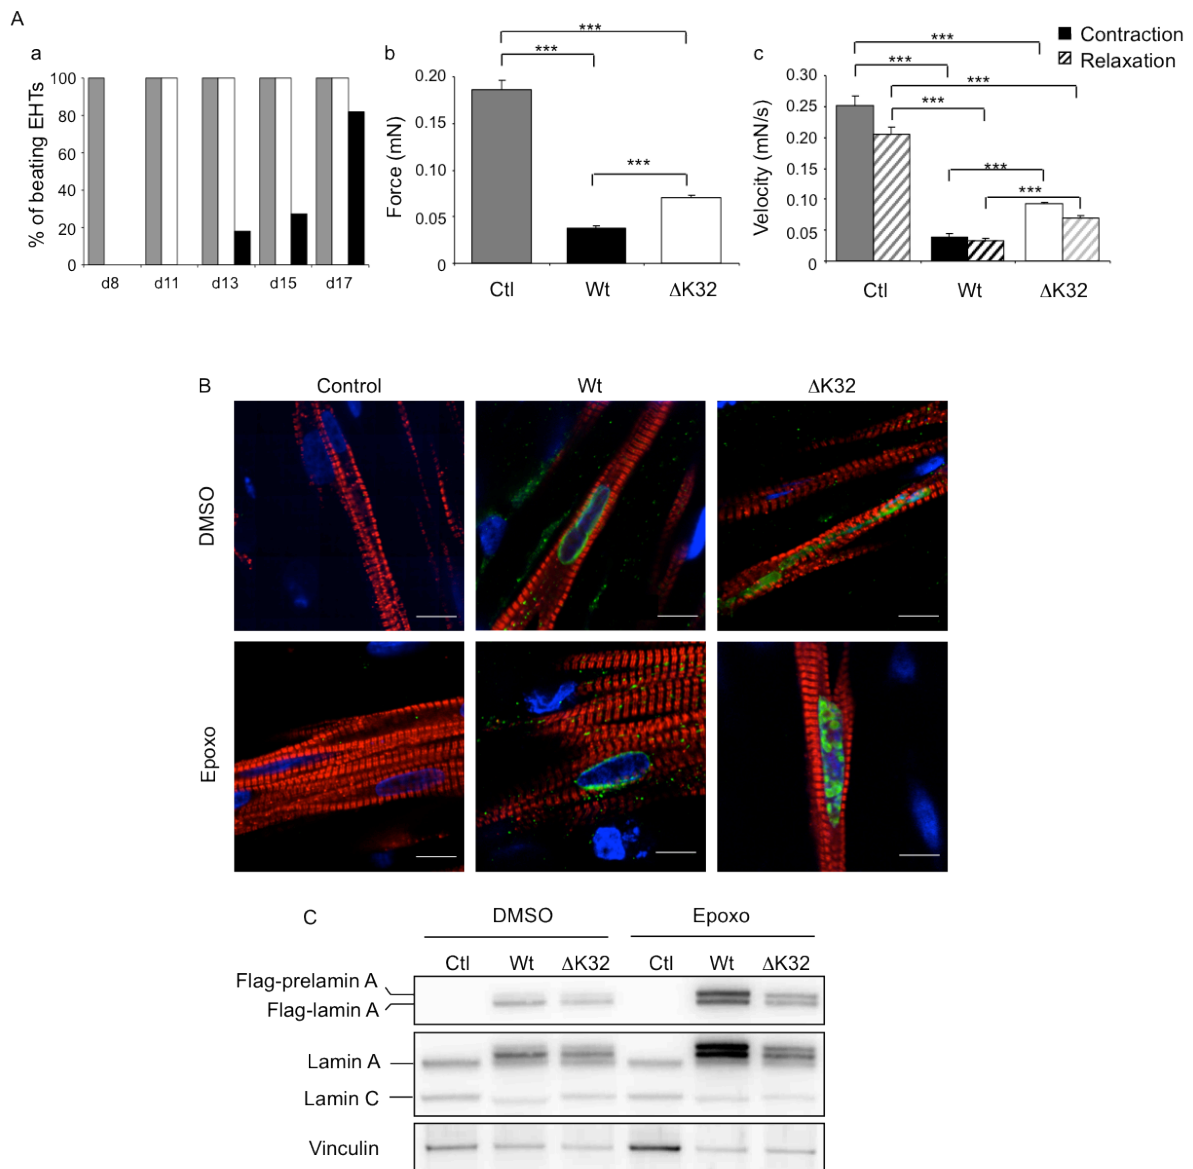 A
a
% of beating EHTs
100
80
60
40
20
0
d8 d11 d13 d15 d17
b
Force (mN)
0.20
0.15
0.10
0.05
0
***
***
***
Ctl Wt ΔK32
c
Contraction
Relaxation
Velocity (mN/s)
0.30
0.25
0.20
0.15
0.10
0.05
0
***
***
***
***
***
***
Ctl Wt ΔK32
B
Control Wt ΔK32
DMSO
Epoxo
C
DMSO Epoxo
Ctl Wt ΔK32 Ctl Wt ΔK32
Flag-prelamin A
Flag-lamin A
Lamin A
Lamin C
Vinculin